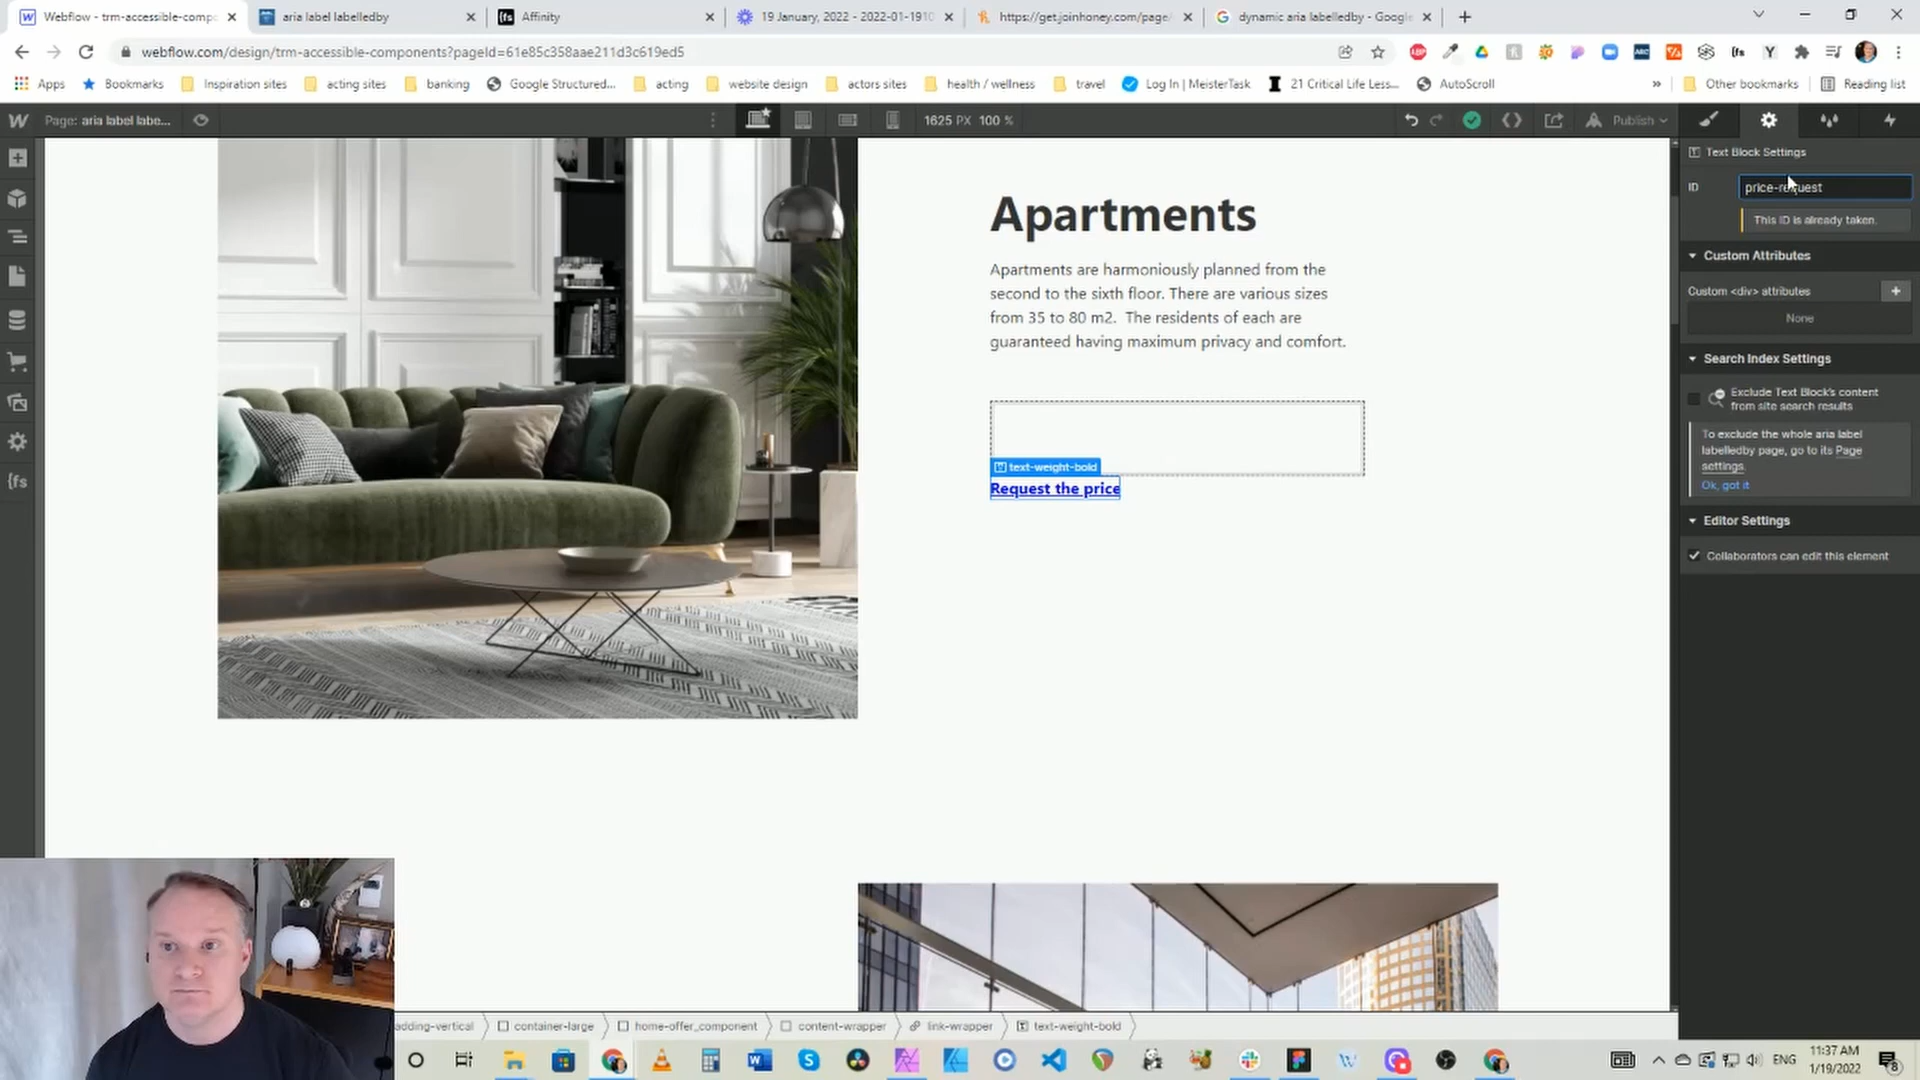 Webflow - trm-accessible-compo
aria label labelledby
Affinity
19 January, 2022 - 2022-01-1910
https://get.joinhoney.com/page/
dynamic aria labelledby - Google
webflow.com/design/trm-accessible-components?pageId=61e85c358aae211d3c619ed5
Apps
Bookmarks
Inspiration sites
acting sites
banking
Google Structured...
acting
website design
actors sites
health / wellness
travel
Log In | MeisterTask
21 Critical Life Less...
AutoScroll
Other bookmarks
Reading list
Page: aria label labe...
1625 PX 100 %
Publish
Text Block Settings
ID
price-request
This ID is already taken.
Custom Attributes
Custom <div> attributes
None
Search Index Settings
Exclude Text Block's content
from site search results
To exclude the whole aria label
labelledby page, go to its Page
settings.
Ok, got it
Editor Settings
Collaborators can edit this element
Apartments
Apartments are harmoniously planned from the
second to the sixth floor. There are various sizes
from 35 to 80 m2. The residents of each are
guaranteed having maximum privacy and comfort.
text-weight-bold
Request the price
adding-vertical
container-large
home-offer_component
content-wrapper
link-wrapper
text-weight-bold
ENG
11:37 AM
1/19/2022
8